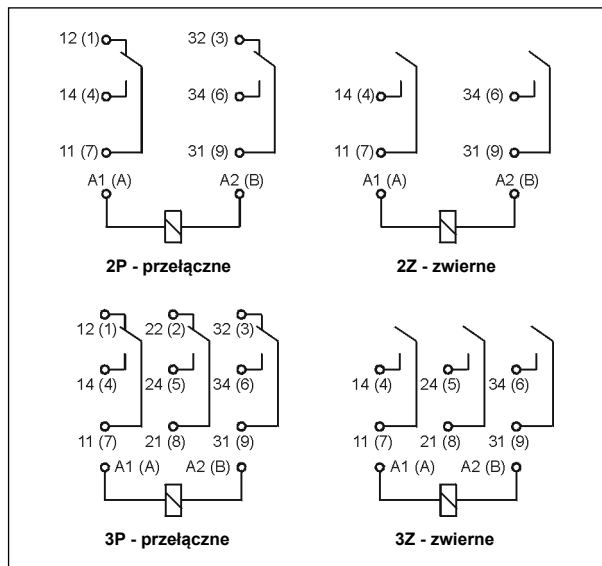 12 (1) 32 (3)
14 (4) 34 (6) 14 (4) 34 (6)
11 (7) 31 (9) 11 (7) 31 (9)
A1 (A) A2 (B) A1 (A) A2 (B)
2P - przełączne 2Z - zwierne
12 (1) 22 (2) 32 (3)
14 (4) 24 (5) 34 (6) 14 (4) 24 (5) 34 (6)
11 (7) 21 (8) 31 (9) 11 (7) 21 (8) 31 (9)
A1 (A) A2 (B) A1 (A) A2 (B)
3P - przełączne 3Z - zwierne